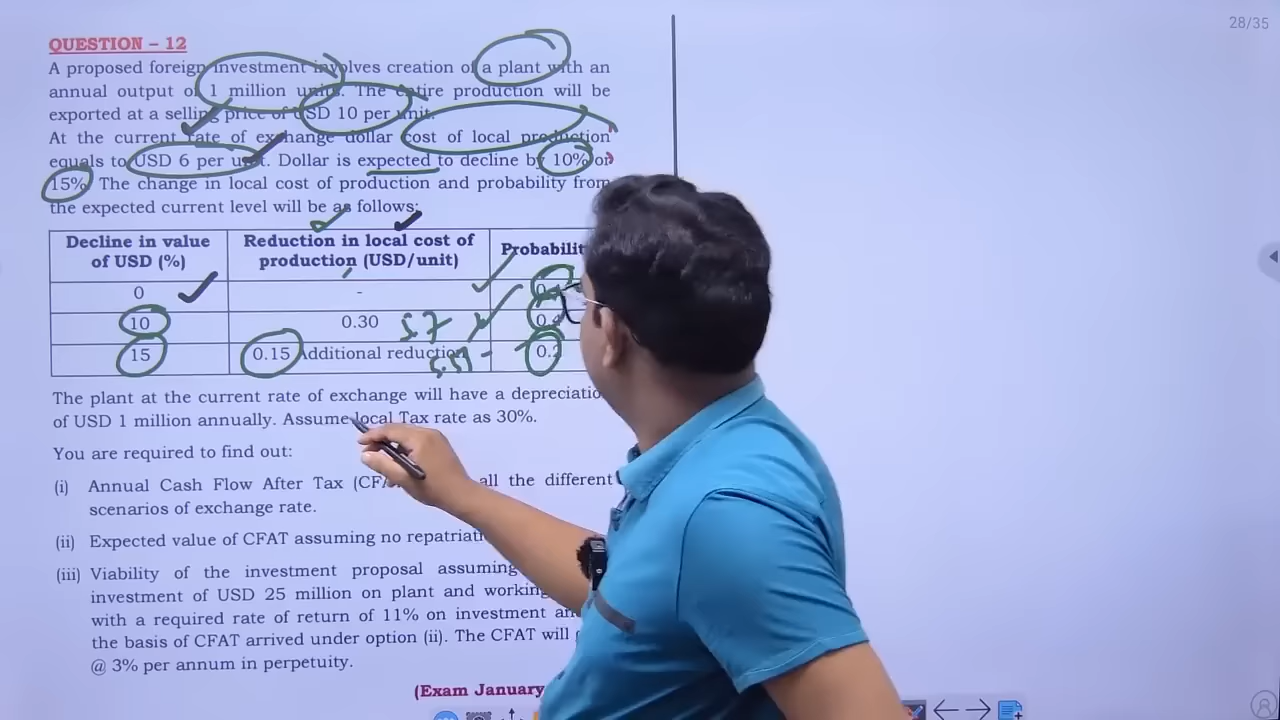 28/35
QUESTION – 12
A proposed foreign investment involves creation of a plant with an
annual output of 1 million units. The entire production will be
exported at a selling price of USD 10 per unit.
At the current rate of exchange dollar cost of local production
equals to USD 6 per unit. Dollar is expected to decline by 10% or
15%. The change in local cost of production and probability from
the expected current level will be as follows:
Decline in value of USD (%) Reduction in local cost of production (USD/unit)
0 -
10 0.30 5.7
15 0.15 Additional reduction
The plant at the current rate of exchange will have a depreciation
of USD 1 million annually. Assume local Tax rate as 30%.
You are required to find out:
(i) Annual Cash Flow After Tax all the different
scenarios of exchange rate.
(ii) Expected value of CFAT assuming no
(iii) Viability of the investment proposal assuming
investment of USD 25 million on plant and working
with a required rate of return of 11% on investment
the basis of CFAT arrived under option (ii). The CFAT will
@ 3% per annum in perpetuity.
(Exam January